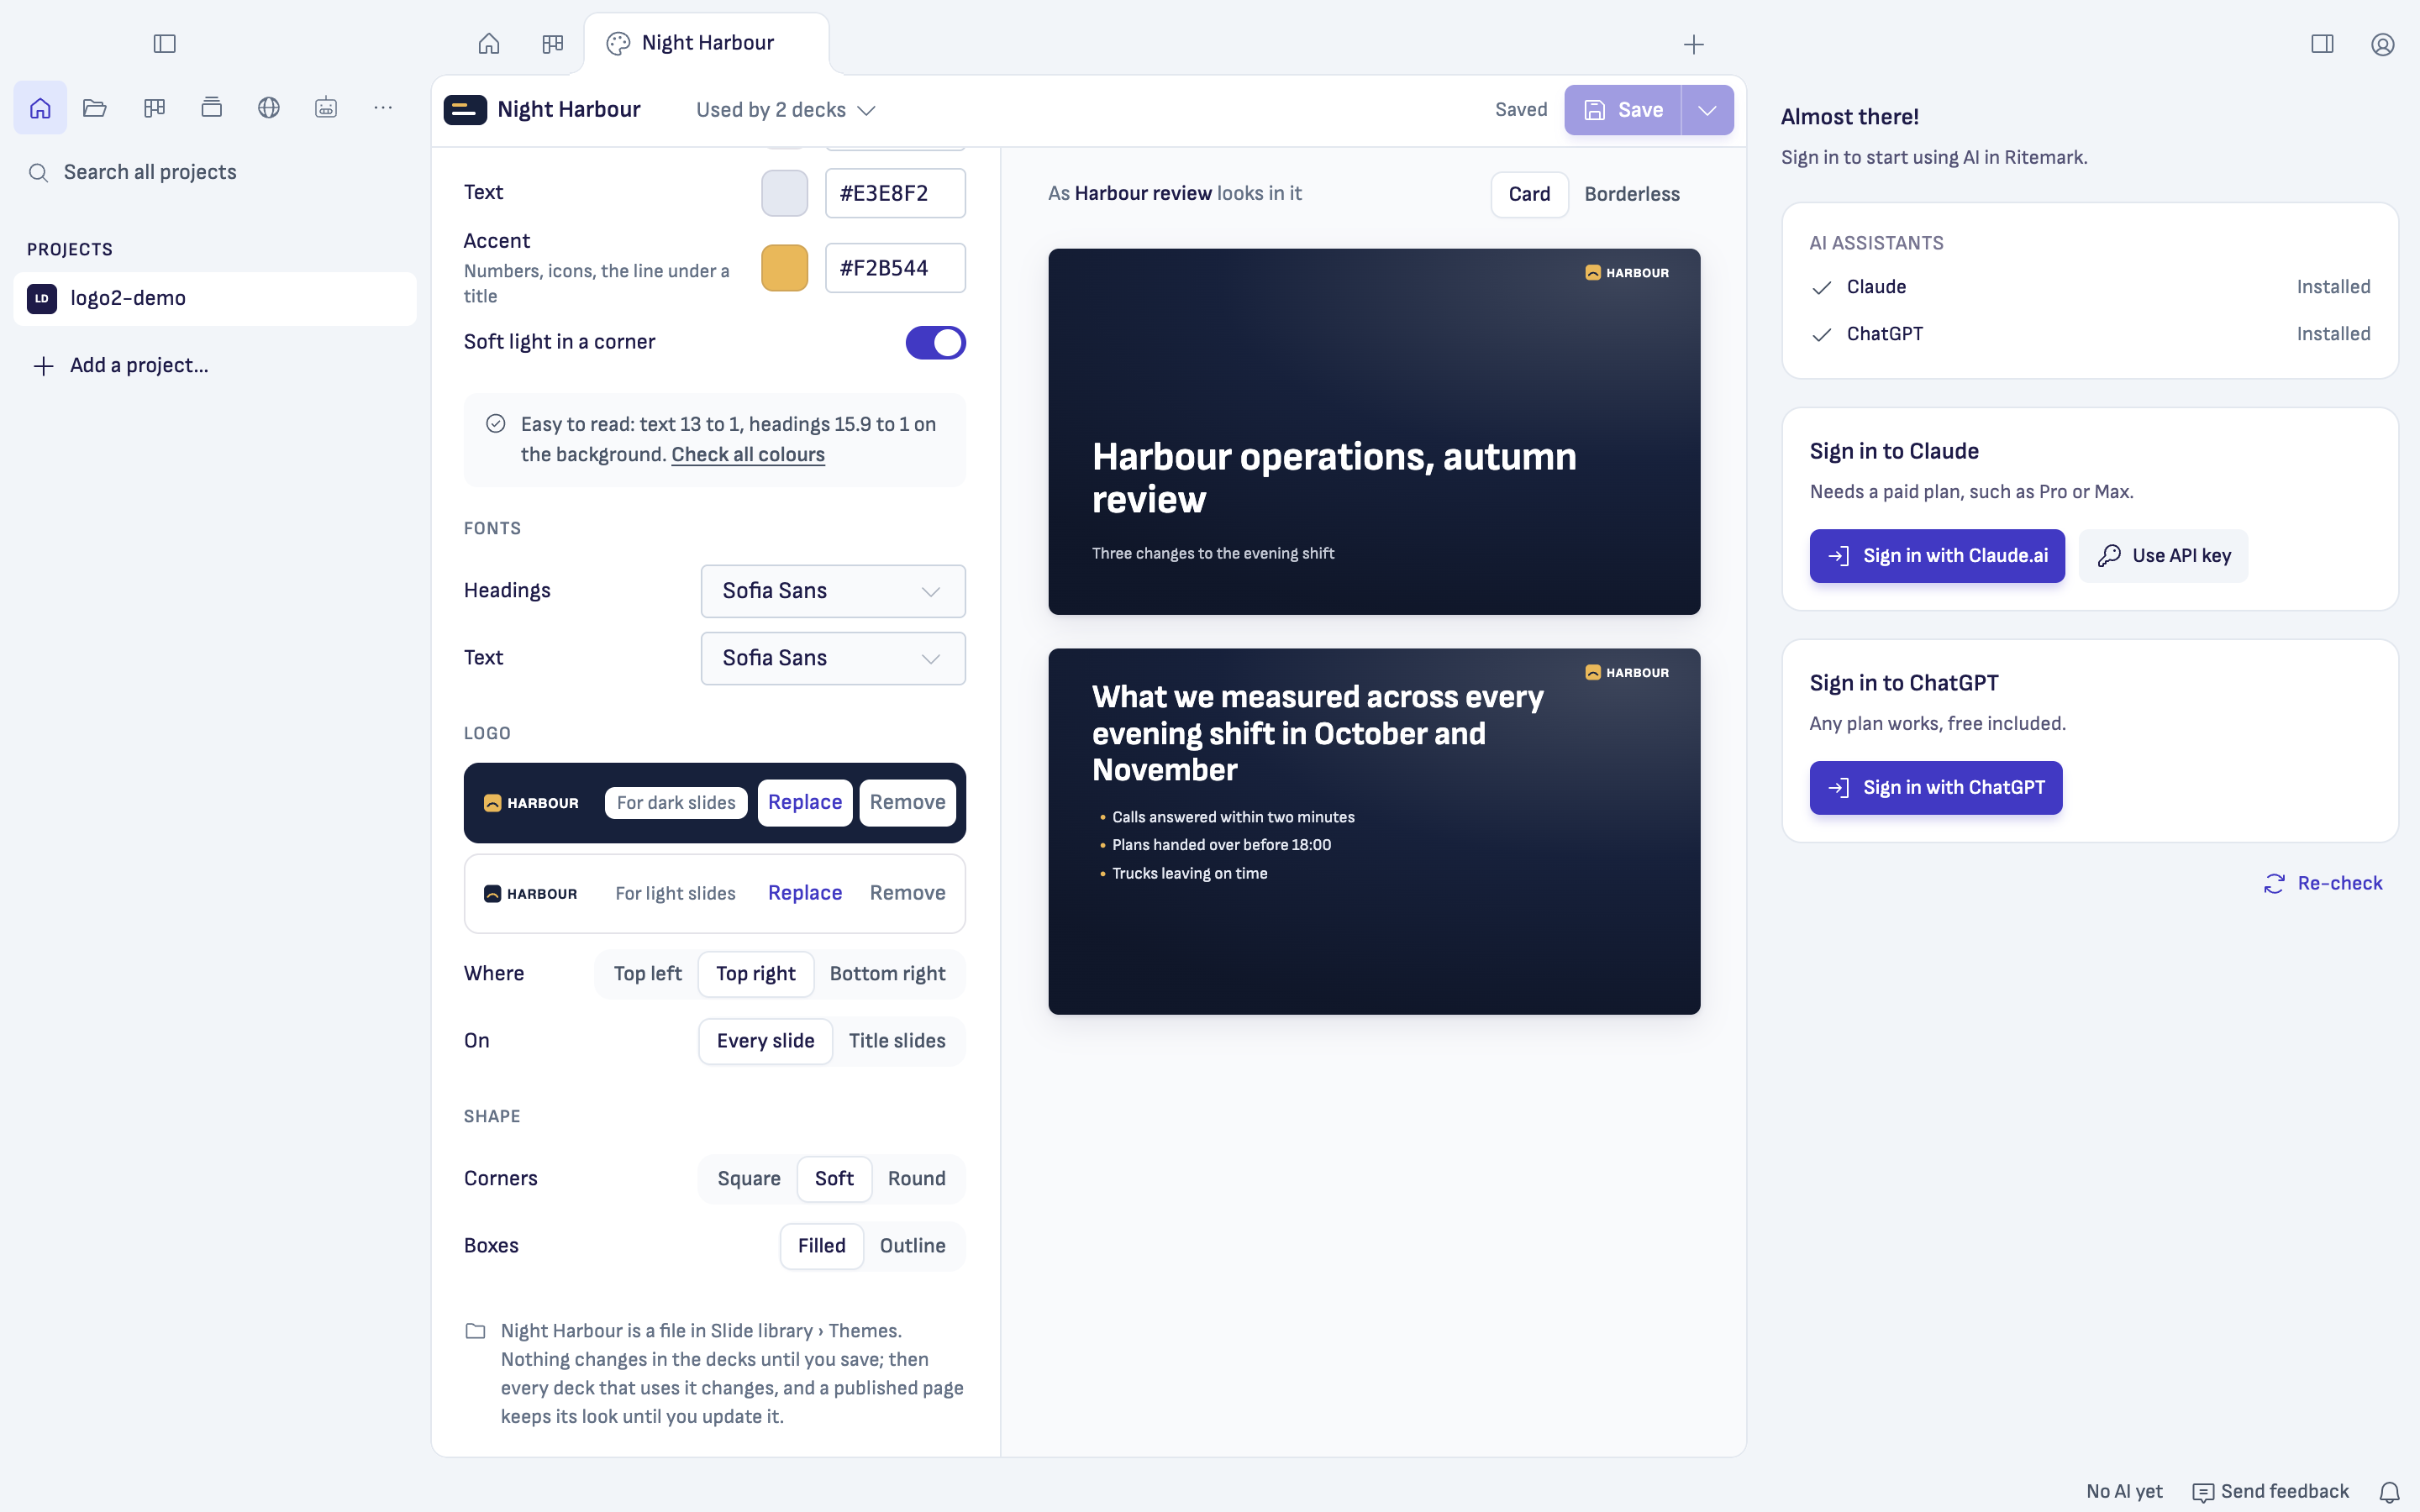 Night Harbour
Search all projects
PROJECTS
LD logo2-demo
Add a project...
Night Harbour
Used by 2 decks
Saved
Save
Text
#E3E8F2
Accent
Numbers, icons, the line under a
title
#F2B544
Soft light in a corner
Easy to read: text 13 to 1, headings 15.9 to 1 on
the background. Check all colours
FONTS
Headings
Sofia Sans
Text
Sofia Sans
LOGO
HARBOUR
For dark slides
Replace
Remove
HARBOUR
For light slides
Replace
Remove
Where
Top left
Top right
Bottom right
On
Every slide
Title slides
SHAPE
Corners
Square
Soft
Round
Boxes
Filled
Outline
Night Harbour is a file in Slide library › Themes.
Nothing changes in the decks until you save; then
every deck that uses it changes, and a published page
keeps its look until you update it.
As Harbour review looks in it
Card
Borderless
HARBOUR
Harbour operations, autumn
review
Three changes to the evening shift
HARBOUR
What we measured across every
evening shift in October and
November
• Calls answered within two minutes
• Plans handed over before 18:00
• Trucks leaving on time
Almost there!
Sign in to start using AI in Ritemark.
AI ASSISTANTS
Claude
Installed
ChatGPT
Installed
Sign in to Claude
Needs a paid plan, such as Pro or Max.
Sign in with Claude.ai
Use API key
Sign in to ChatGPT
Any plan works, free included.
Sign in with ChatGPT
Re-check
No AI yet
Send feedback